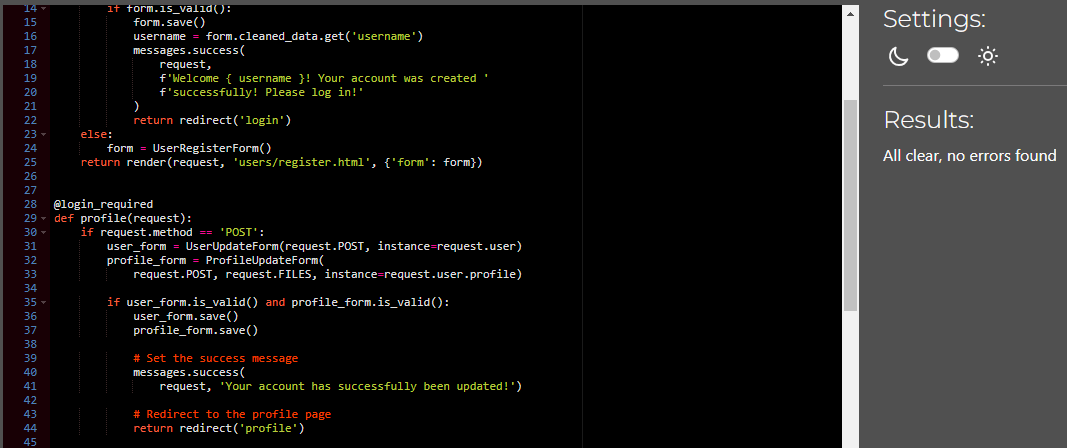 14 if form.is_valid():
15 form.save()
16 username = form.cleaned_data.get('username')
17 messages.success(
18 request,
19 f'Welcome { username }! Your account was created '
20 f'successfully! Please log in!'
21 )
22 return redirect('login')
23 else:
24 form = UserRegisterForm()
25 return render(request, 'users/register.html', {'form': form})
26
27
28 @login_required
29 def profile(request):
30 if request.method == 'POST':
31 user_form = UserUpdateForm(request.POST, instance=request.user)
32 profile_form = ProfileUpdateForm(
33 request.POST, request.FILES, instance=request.user.profile)
34
35 if user_form.is_valid() and profile_form.is_valid():
36 user_form.save()
37 profile_form.save()
38
39 # Set the success message
40 messages.success(
41 request, 'Your account has successfully been updated!')
42
43 # Redirect to the profile page
44 return redirect('profile')
45
Settings:
Results:
All clear, no errors found